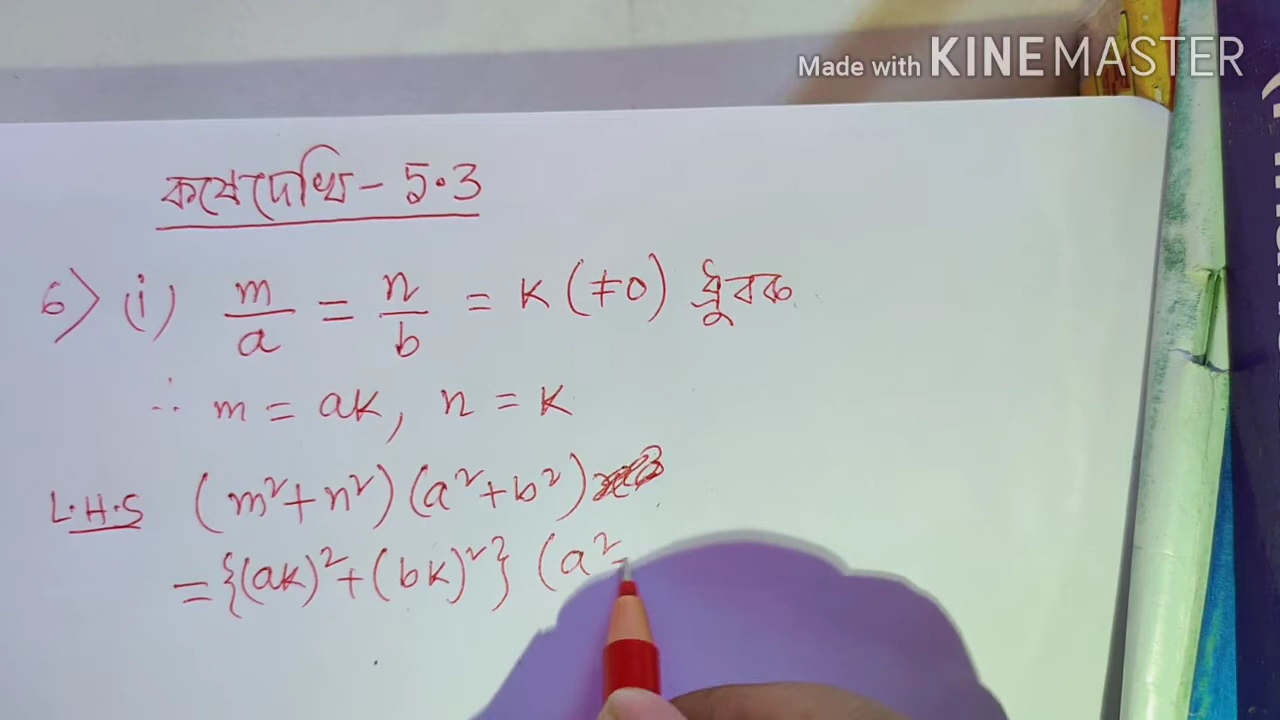 Made with KINEMASTER
কষে দেখি - 5.3
6> (i) m/a = n/b = K (≠0) ধ্রুবক
∴ m = aK, n = K
L.H.S (m²+n²)(a²+b²)
= {(aK)²+(bK)²} (a²